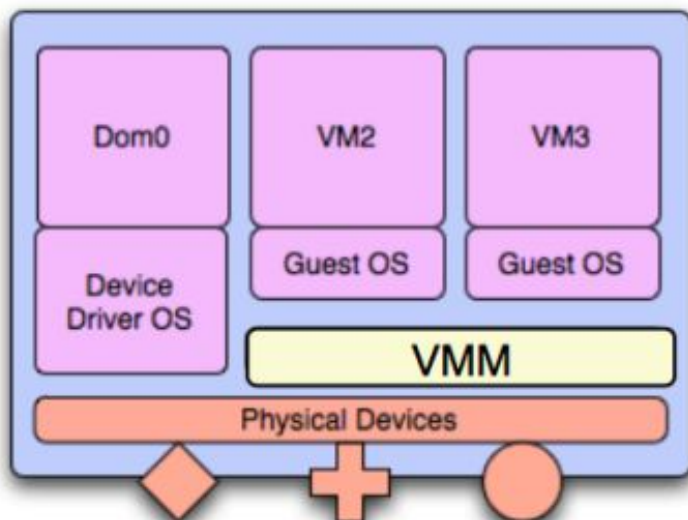 Dom0
VM2
VM3
Device
Driver OS
Guest OS
Guest OS
VMM
Physical Devices